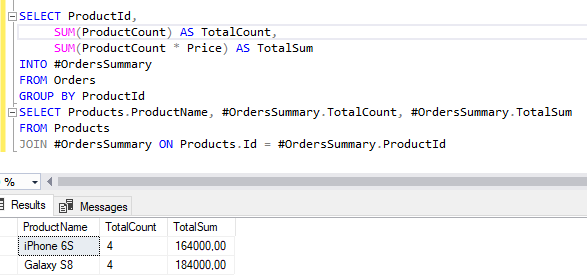 SELECT ProductId,
SUM(ProductCount) AS TotalCount,
SUM(ProductCount * Price) AS TotalSum
INTO #OrdersSummary
FROM Orders
GROUP BY ProductId
SELECT Products.ProductName, #OrdersSummary.TotalCount, #OrdersSummary.TotalSum
FROM Products
JOIN #OrdersSummary ON Products.Id = #OrdersSummary.ProductId
%
Results Messages
ProductName TotalCount TotalSum
iPhone 6S 4 164000,00
Galaxy S8 4 184000,00